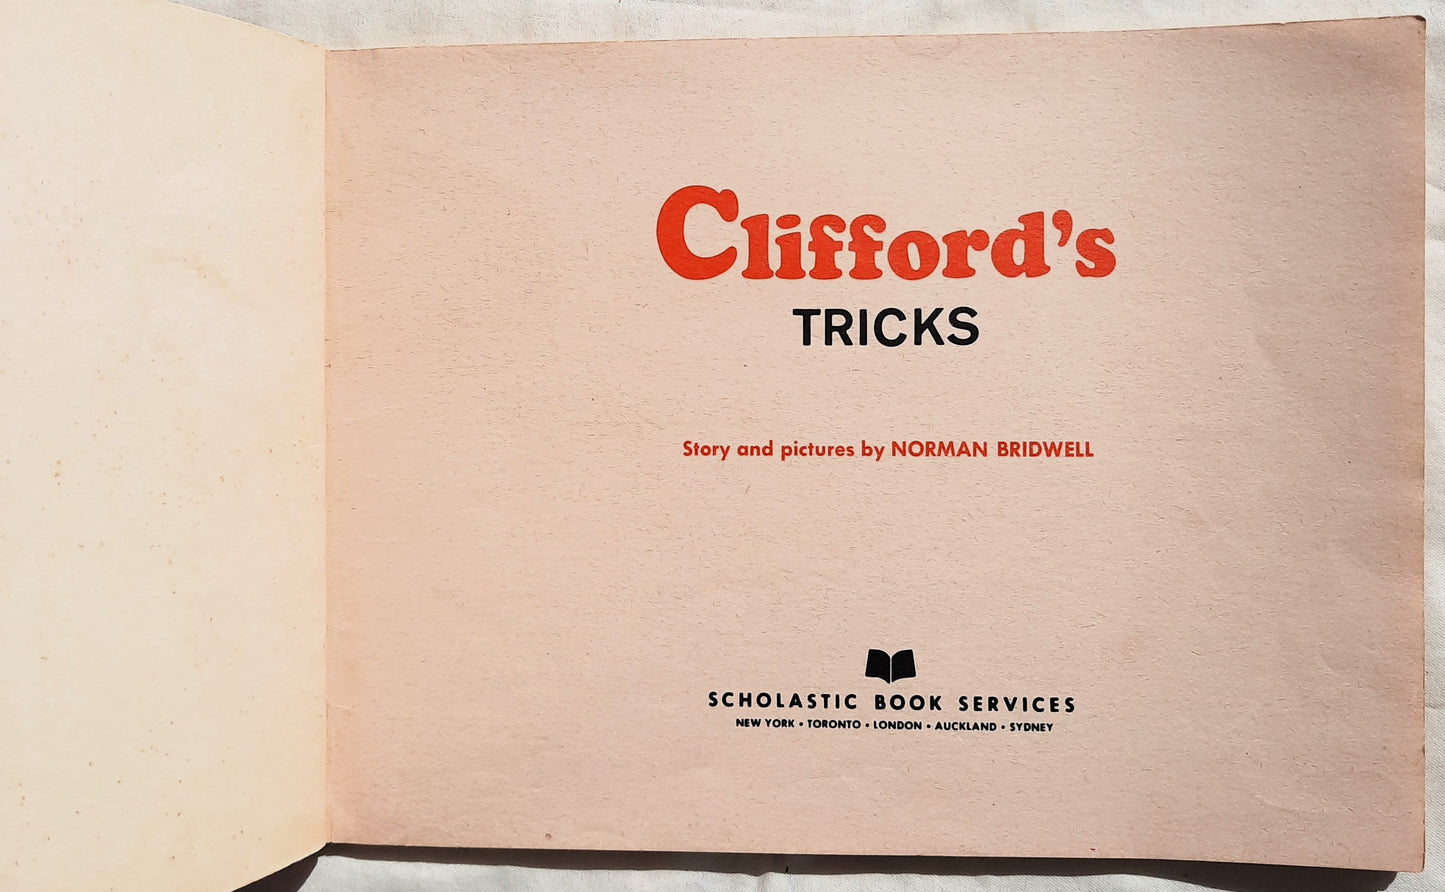 Clifford's
TRICKS
Story and pictures by NORMAN BRIDWELL
SCHOLASTIC BOOK SERVICES
NEW YORK • TORONTO • LONDON • AUCKLAND • SYDNEY